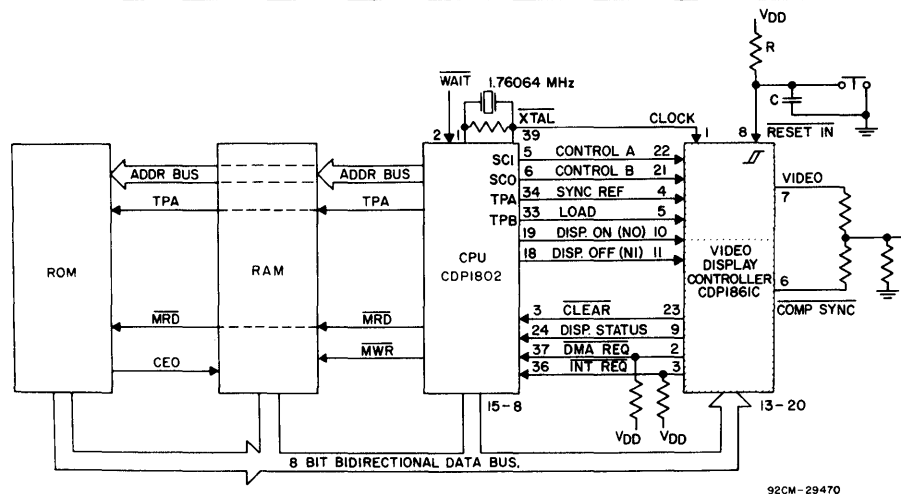 VDD
R
WAIT
1.76064 MHz
C
T
2 1
XTAL
39
CLOCK
1
8
RESET IN
ADDR BUS
ADDR BUS
SCI 5 CONTROL A 22
SCO 6 CONTROL B 21
TPA
TPA
TPA 34 SYNC REF 4
TPB 33 LOAD 5
VIDEO
7
19 DISP. ON (NO) 10
18 DISP. OFF (NI) 11
ROM
RAM
CPU
CDP1802
VIDEO
DISPLAY
CONTROLLER
CDP1861C
6
COMP SYNC
MRD
MRD
3 CLEAR 23
24 DISP. STATUS 9
MWR
37 DMA REQ 2
CEO
36 INT REQ 3
15-8
13-20
VDD
VDD
8 BIT BIDIRECTIONAL DATA BUS.
92CM-29470